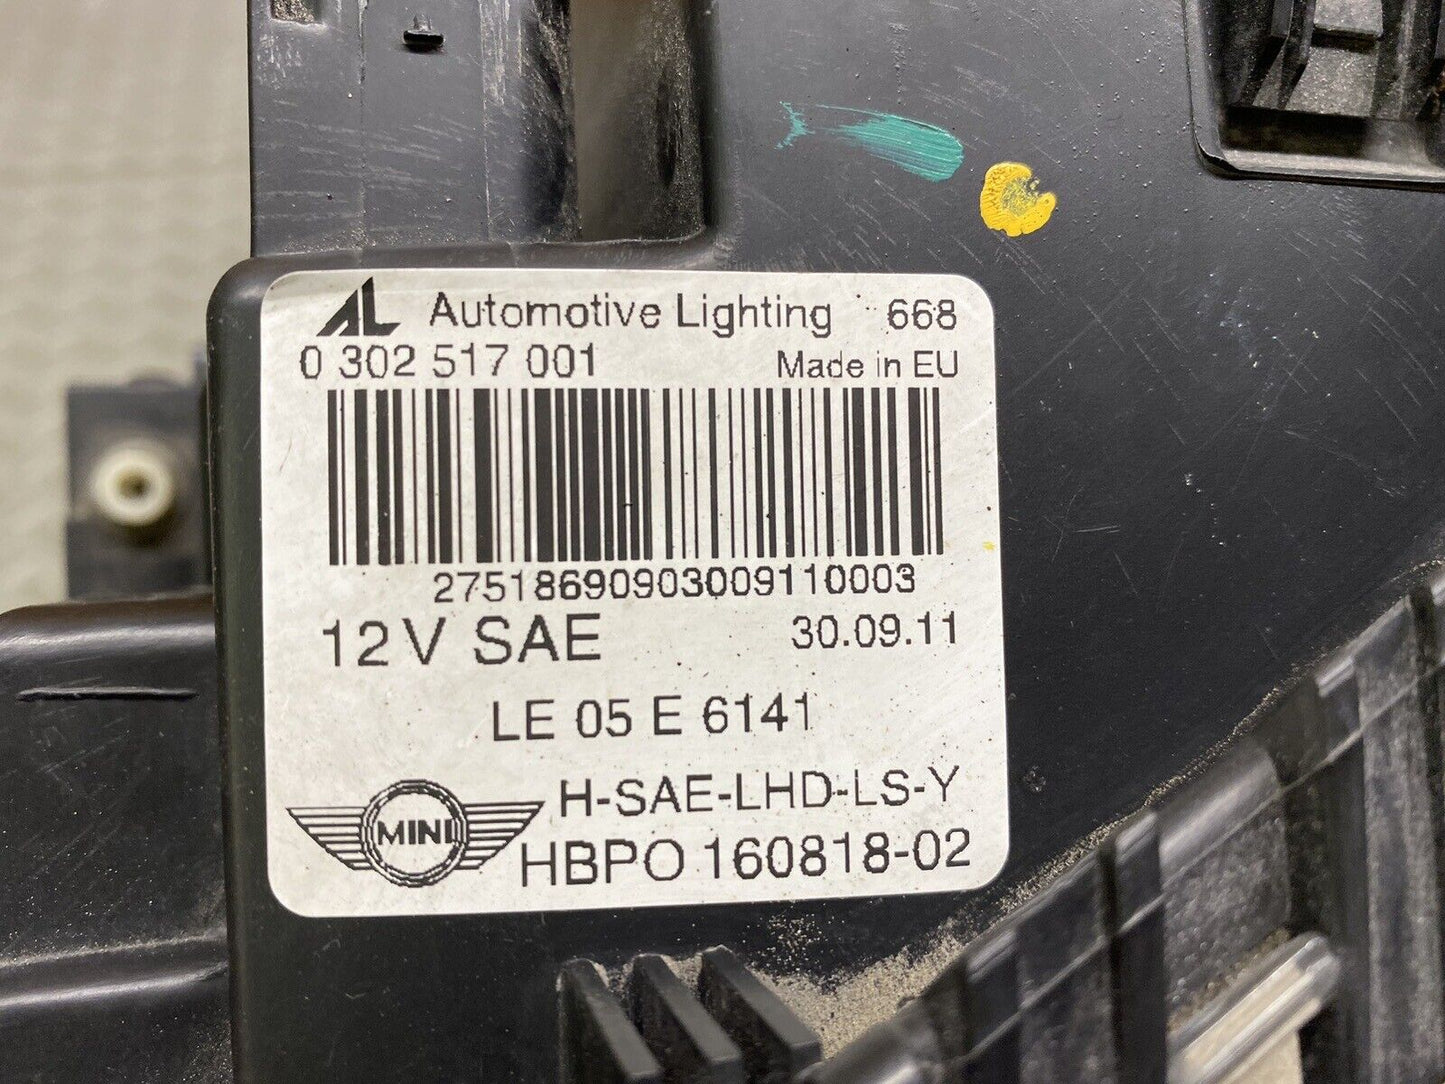 AL Automotive Lighting 668
0 302 517 001 Made in EU
27518690903009110003
12V SAE 30.09.11
LE 05 E 6141
H-SAE-LHD-LS-Y
MINI
HBPO 160818-02